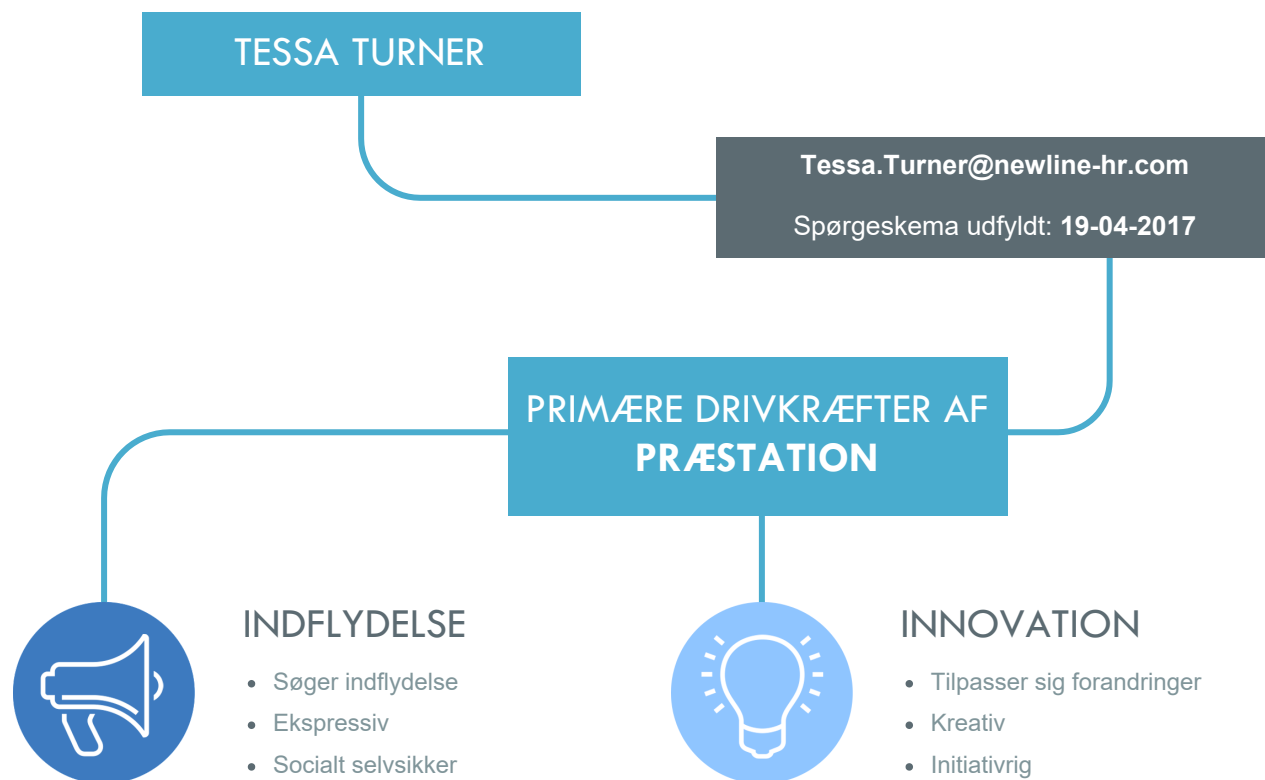 TESSA TURNER
Tessa.Turner@newline-hr.com
Spørgeskema udfyldt: 19-04-2017
PRIMÆRE DRIVKRÆFTER AF
PRÆSTATION
INDFLYDELSE
• Søger indflydelse
• Ekspressiv
• Socialt selvsikker
INNOVATION
• Tilpasser sig forandringer
• Kreativ
• Initiativrig